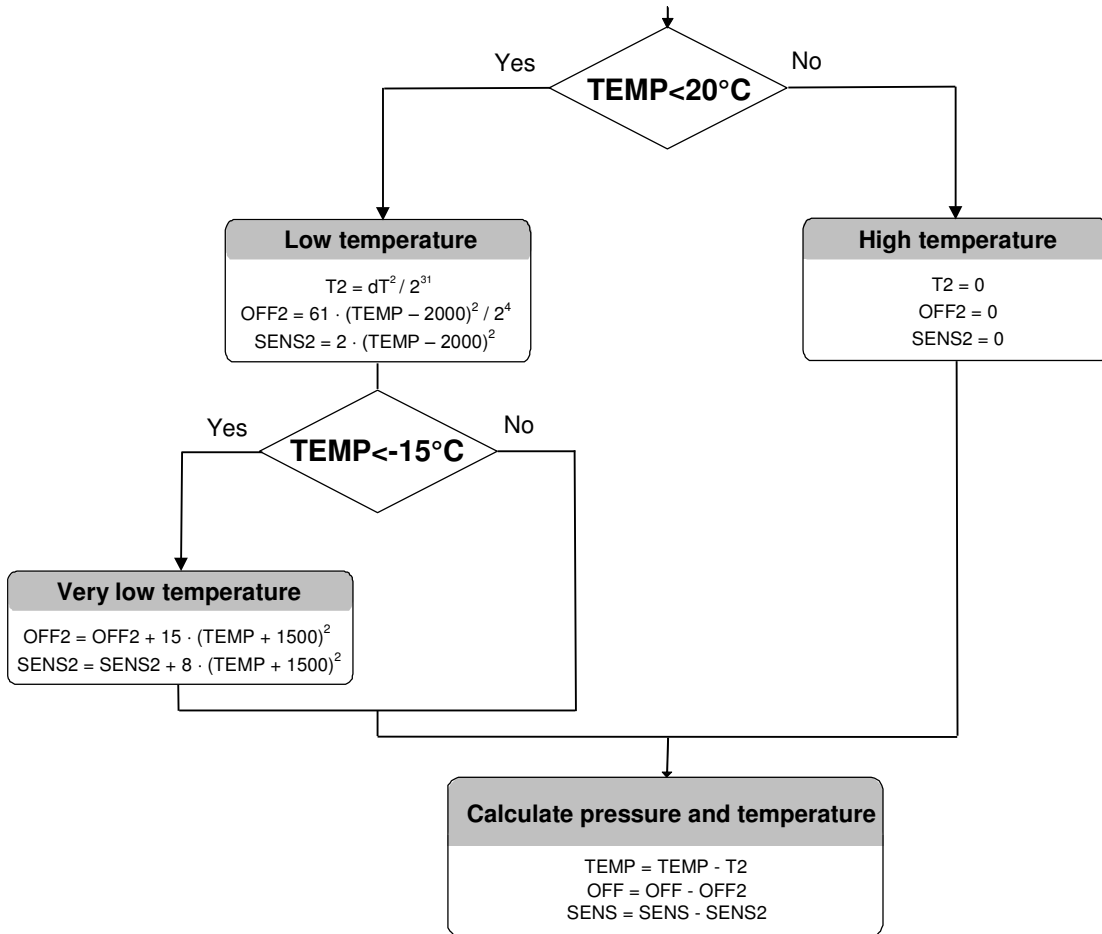 Yes
No
TEMP<20°C
Low temperature
T2 = dT² / 2³¹
OFF2 = 61 · (TEMP – 2000)² / 2⁴
SENS2 = 2 · (TEMP – 2000)²
High temperature
T2 = 0
OFF2 = 0
SENS2 = 0
Yes
No
TEMP<-15°C
Very low temperature
OFF2 = OFF2 + 15 · (TEMP + 1500)²
SENS2 = SENS2 + 8 · (TEMP + 1500)²
Calculate pressure and temperature
TEMP = TEMP - T2
OFF = OFF - OFF2
SENS = SENS - SENS2